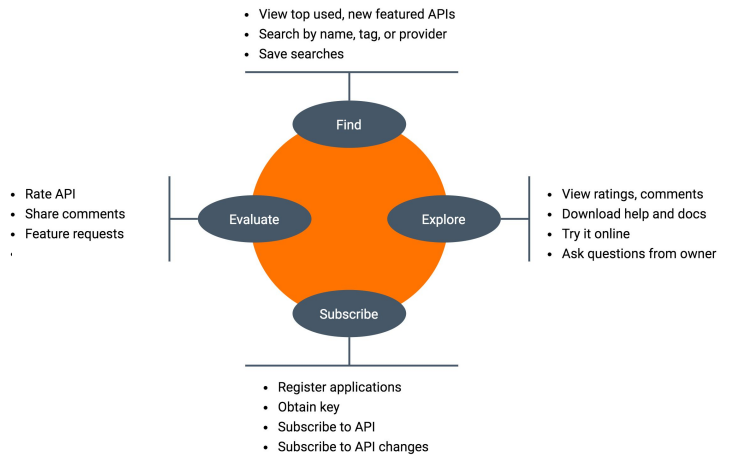 • View top used, new featured APIs
• Search by name, tag, or provider
• Save searches
Find
• Rate API
• Share comments
• Feature requests
Evaluate
Explore
• View ratings, comments
• Download help and docs
• Try it online
• Ask questions from owner
Subscribe
• Register applications
• Obtain key
• Subscribe to API
• Subscribe to API changes